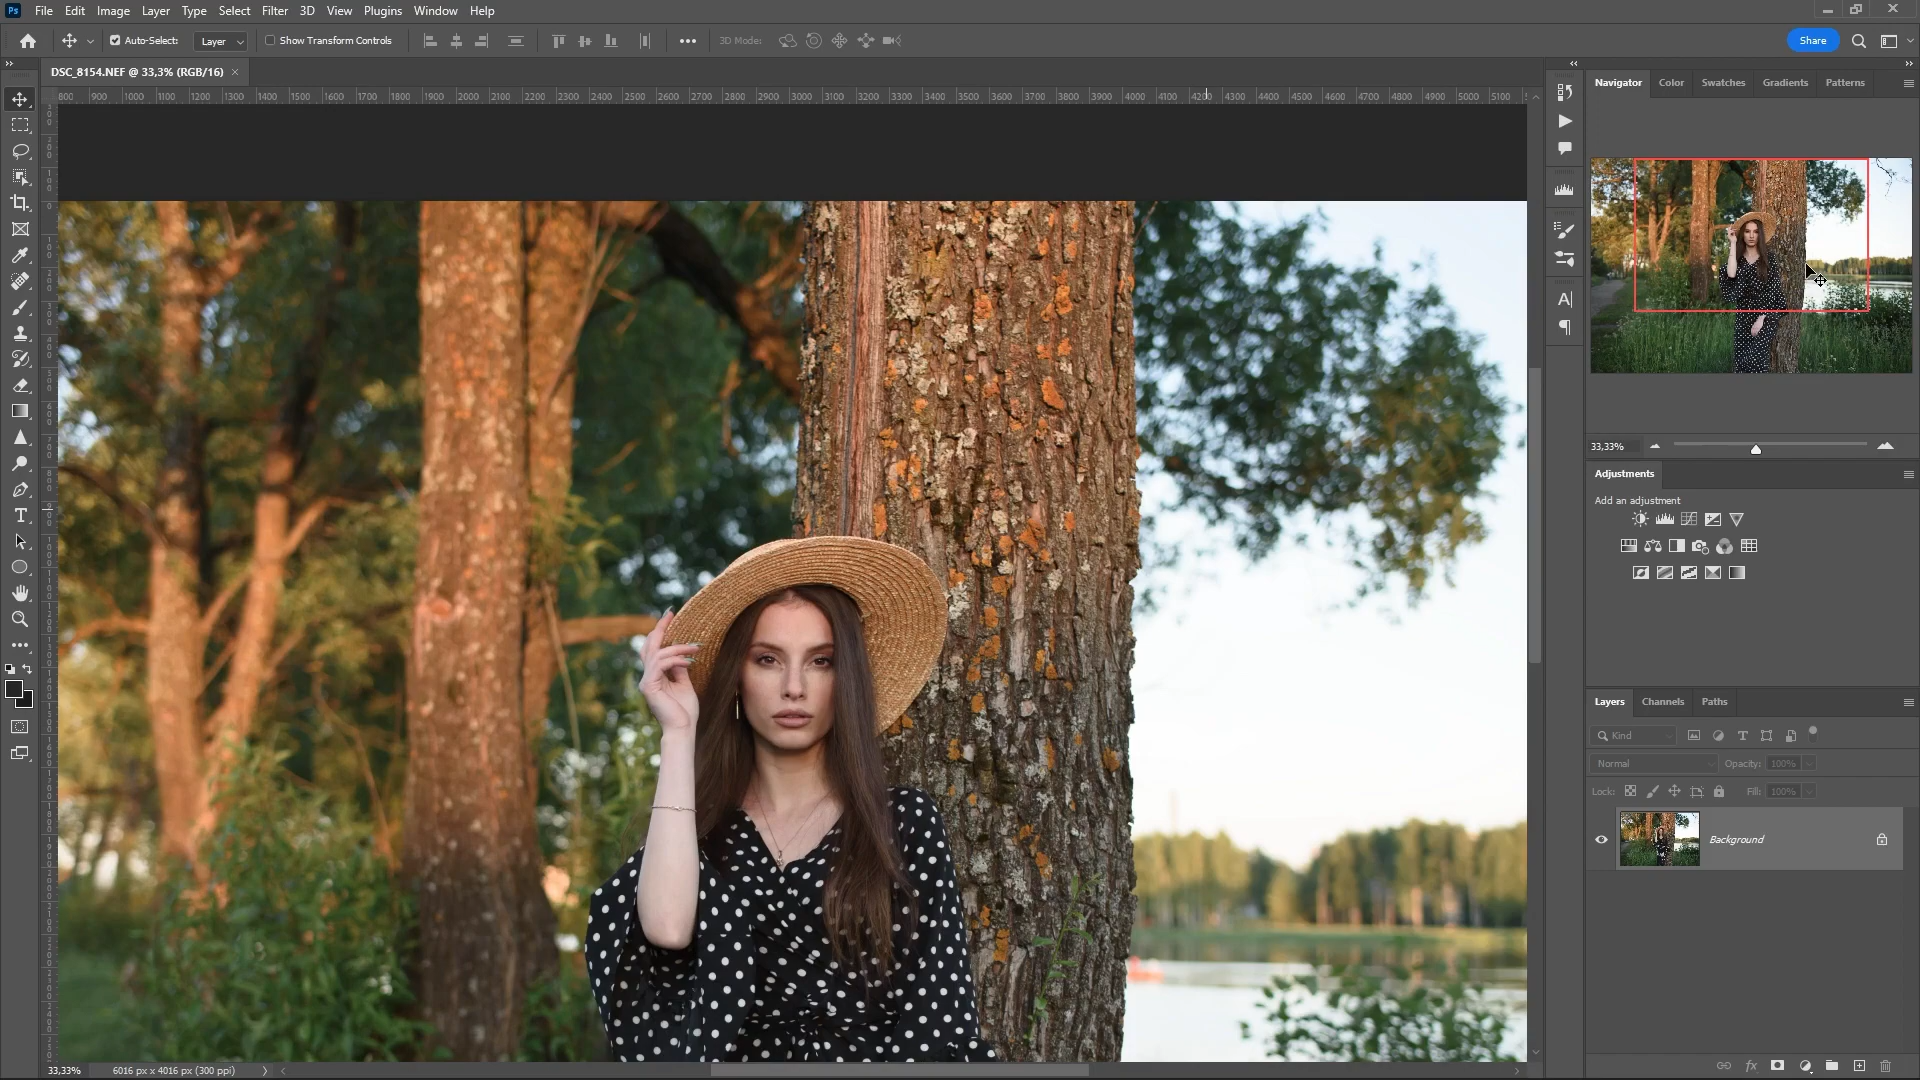 Ps File Edit Image Layer Type Select Filter 3D View Plugins Window Help
Auto-Select: Layer Show Transform Controls 3D Mode: Share
DSC_8154.NEF @ 33,3% (RGB/16) ×
Navigator Color Swatches Gradients Patterns
800 900 1000 1100 1200 1300 1400 1500 1600 1700 1800 1900 2000 2100 2200 2300 2400 2500 2600 2700 2800 2900 3000 3100 3200 3300 3400 3500 3600 3700 3800 3900 4000 4100 4200 4300 4400 4500 4600 4700 4800 4900 5000 5100
33,33%
Adjustments
Add an adjustment
Layers Channels Paths
Kind
Normal Opacity: 100%
Lock: Fill: 100%
Background
33,33% 6016 px x 4016 px (300 ppi)